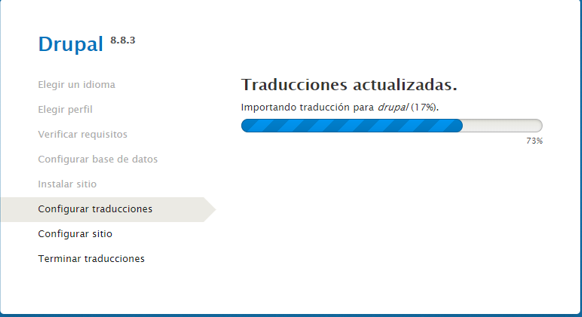 Drupal 8.8.3
Elegir un idioma
Elegir perfil
Verificar requisitos
Configurar base de datos
Instalar sitio
Configurar traducciones
Configurar sitio
Terminar traducciones
Traducciones actualizadas.
Importando traducción para drupal (17%).
73%